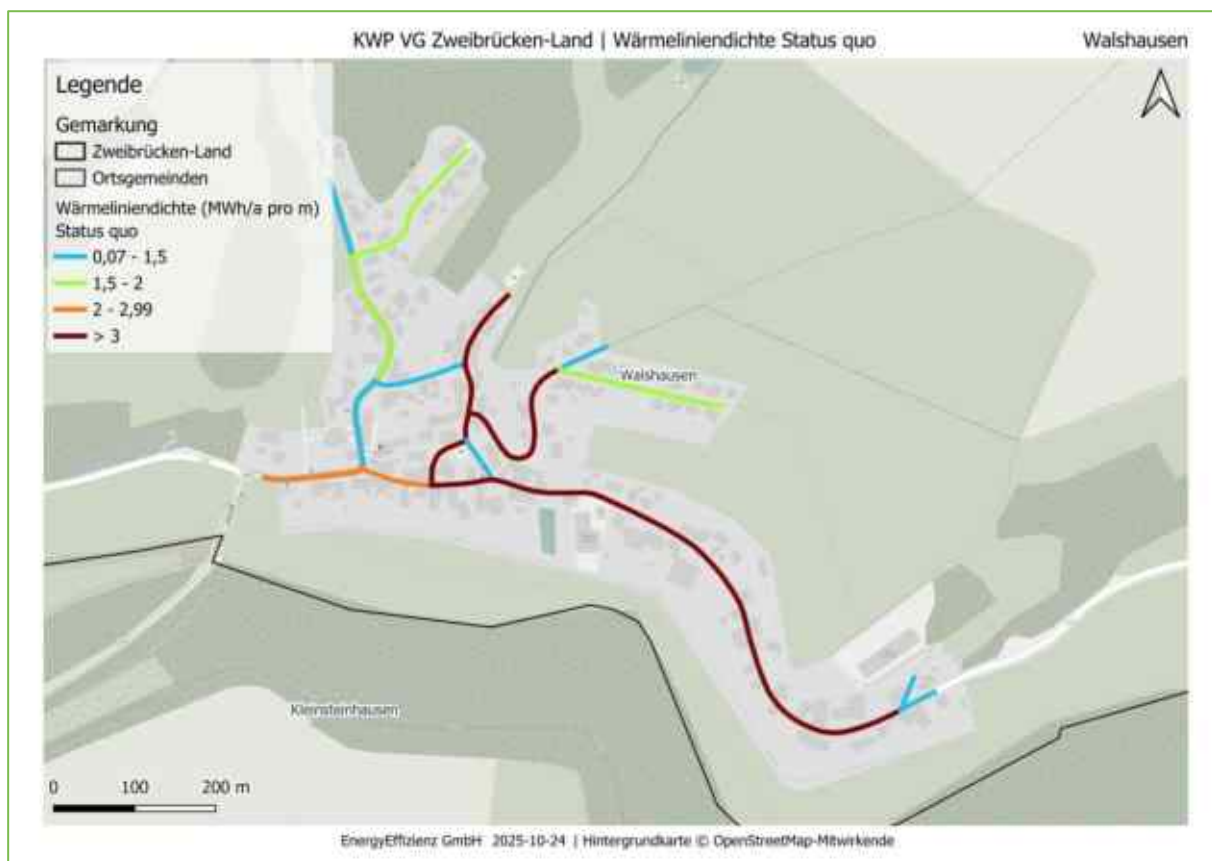 KWP VG Zweibrücken-Land | Wärmeliniendichte Status quo
Walshausen
Legende
Gemarkung
Zweibrücken-Land
Ortsgemeinden
Wärmeliniendichte (MWh/a pro m)
Status quo
0,07 - 1,5
1,5 - 2
2 - 2,99
> 3
Walshausen
Kleinsteinhausen
0 100 200 m
EnergyEffizienz GmbH 2025-10-24 | Hintergrundkarte © OpenStreetMap-Mitwirkende